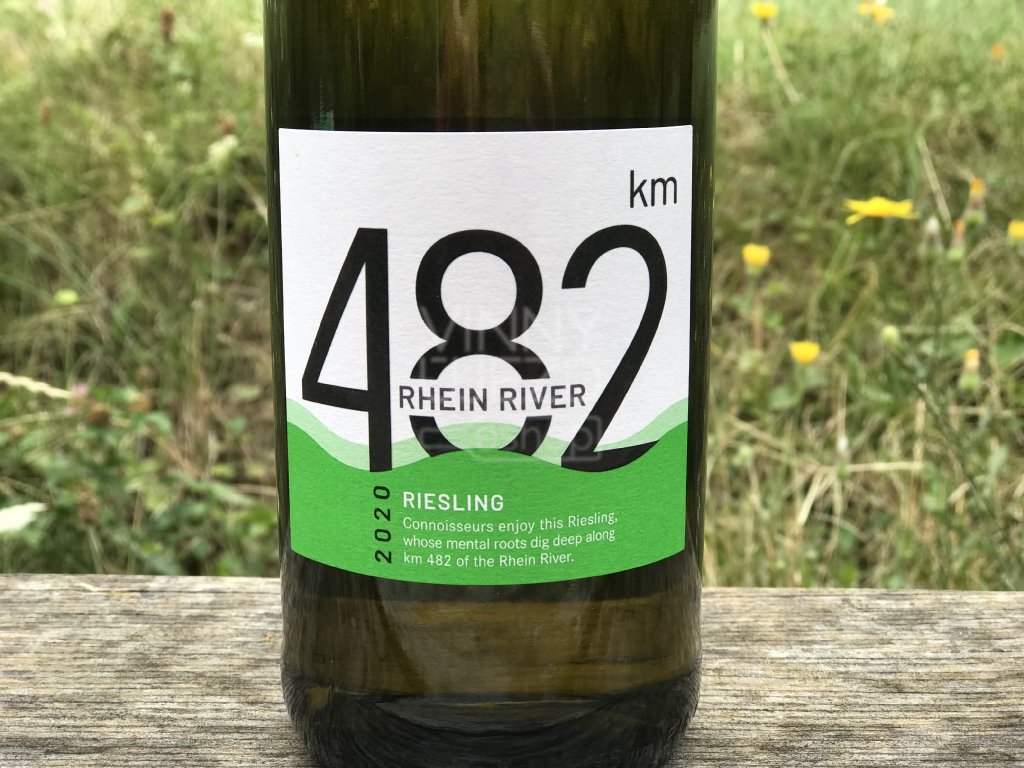 km
482
RHEIN RIVER
2020
RIESLING
Connoisseurs enjoy this Riesling,
whose mental roots dig deep along
km 482 of the Rhein River.